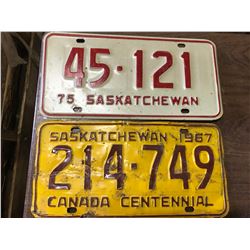 45·121
75 SASKATCHEWAN
SASKATCHEWAN 1967
214·749
CANADA CENTENNIAL